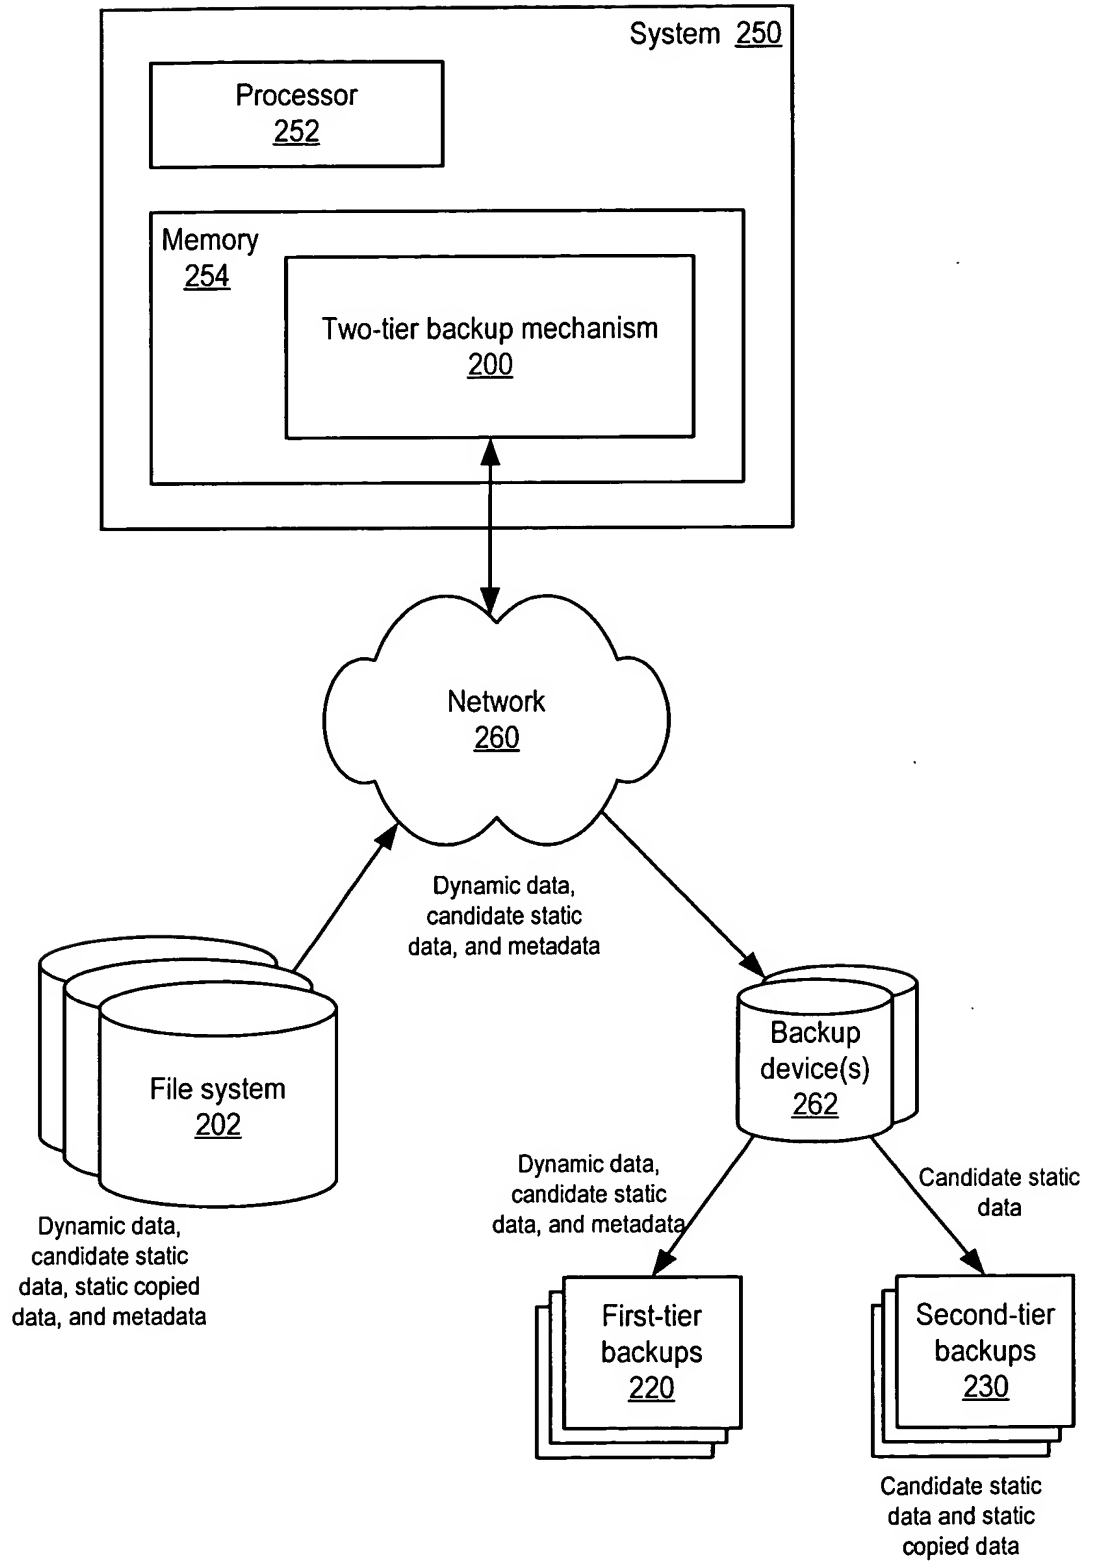 System 250
Processor
252
Memory
254
Two-tier backup mechanism
200
Network
260
Dynamic data,
candidate static
data, and metadata
File system
202
Dynamic data,
candidate static
data, static copied
data, and metadata
Backup
device(s)
262
Dynamic data,
candidate static
data, and metadata
Candidate static
data
First-tier
backups
220
Second-tier
backups
230
Candidate static
data and static
copied data